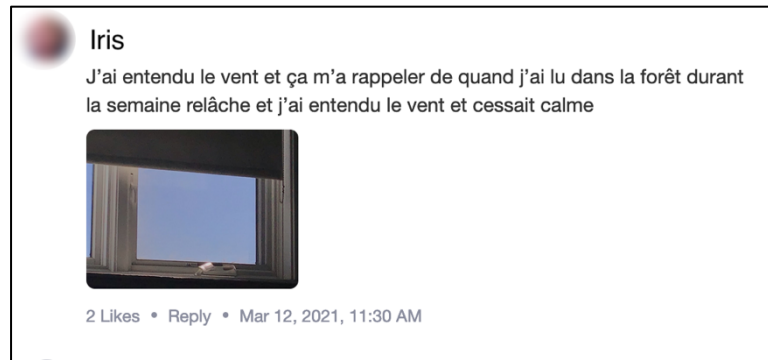 Iris
J’ai entendu le vent et ça m’a rappeler de quand j’ai lu dans la forêt durant
la semaine relâche et j’ai entendu le vent et cessait calme
2 Likes • Reply • Mar 12, 2021, 11:30 AM